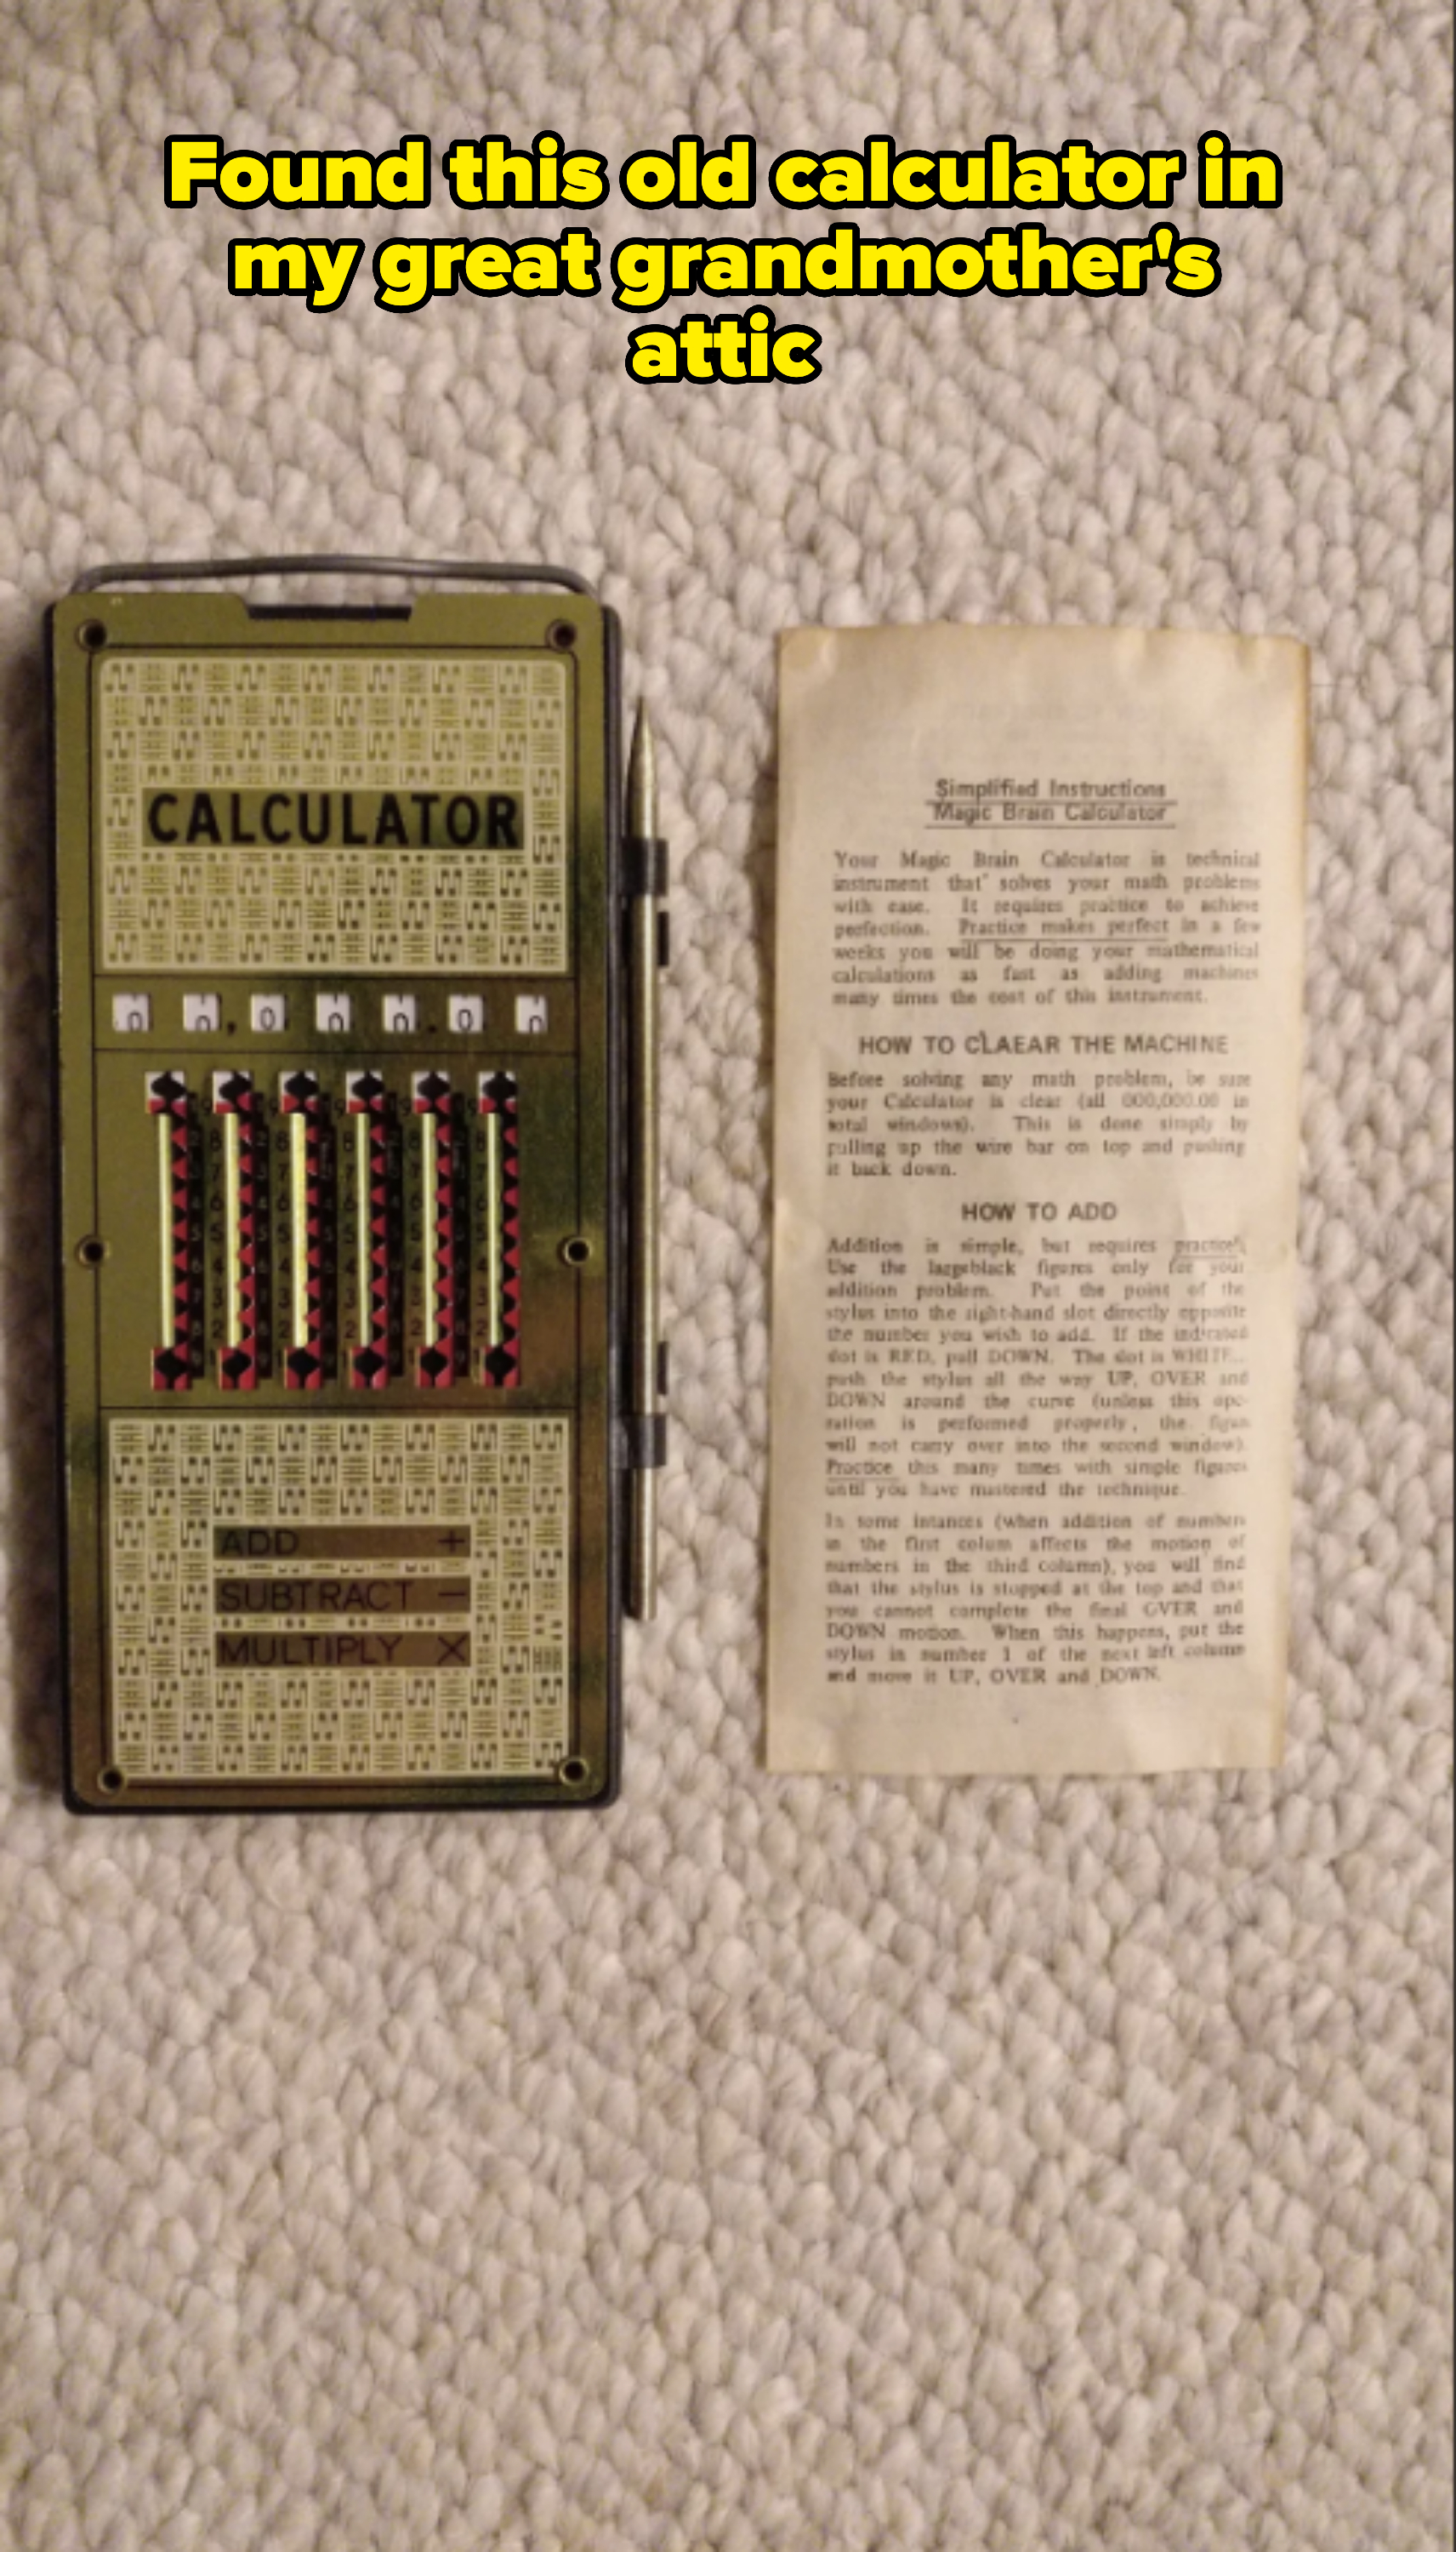 Found this old calculator in
my great grandmother's
attic
CALCULATOR
0 0,0 0 0.0 0
ADD +
SUBTRACT −
MULTIPLY X
Simplified Instructions
Magic Brain Calculator
Your Magic Brain Calculator is technical
instrument that solves your math problems
with ease. It requires practice to achieve
perfection. Practice makes perfect in a few
weeks you will be doing your mathematical
calculations as fast as adding machines
many times the cost of this instrument.
HOW TO CLAEAR THE MACHINE
Before solving any math problem, be sure
your Calculator is clear (all 000,000.00 in
total windows). This is done simply by
pulling up the wire bar on top and pushing
it back down.
HOW TO ADD
Addition is simple, but requires practice!
Use the largeblack figures only for your
addition problem. Put the point of the
stylus into the right-hand slot directly opposite
the number you wish to add. If the indicated
slot is RED, pull DOWN. The slot is WHITE...
push the stylus all the way UP, OVER and
DOWN around the curve (unless this ope-
ration is performed properly, the figure
will not carry over into the second window).
Practice this many times with simple figures
until you have mastered the technique.
In some intances (when addition of numbers
in the first colum affects the motion of
numbers in the third column), you will find
that the stylus is stopped at the top and that
you cannot complete the final OVER and
DOWN motion. When this happens, put the
stylus in number 1 of the next left column
and move it UP, OVER and DOWN.